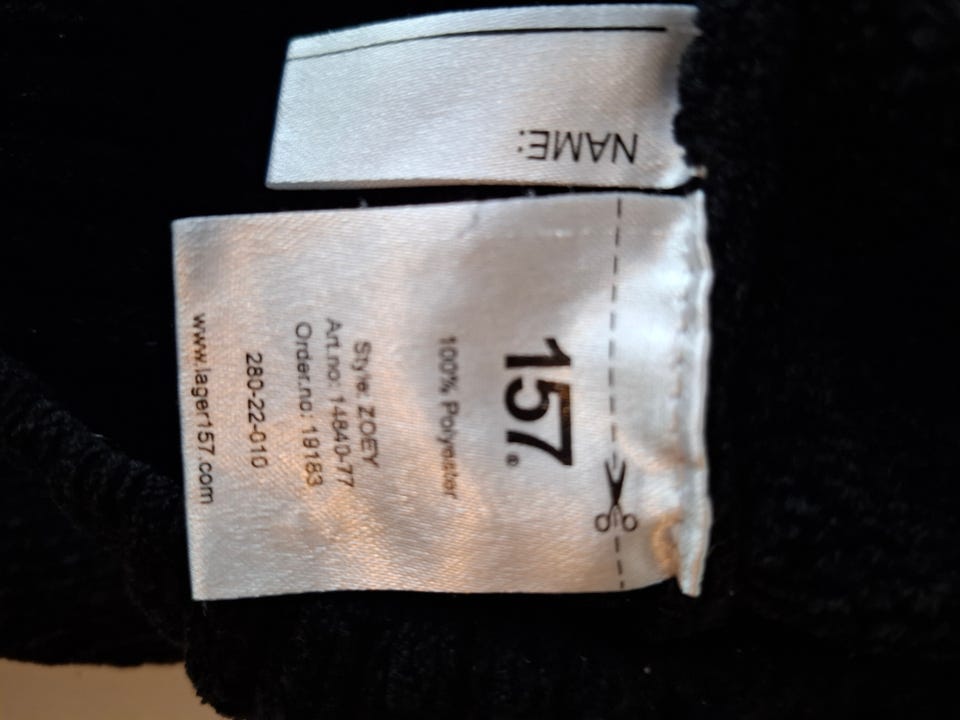 NAME:
157®
100% Polyester
Style: ZOEY
Art.no: 14840-77
Order.no: 19183
280-22-010
www.lager157.com